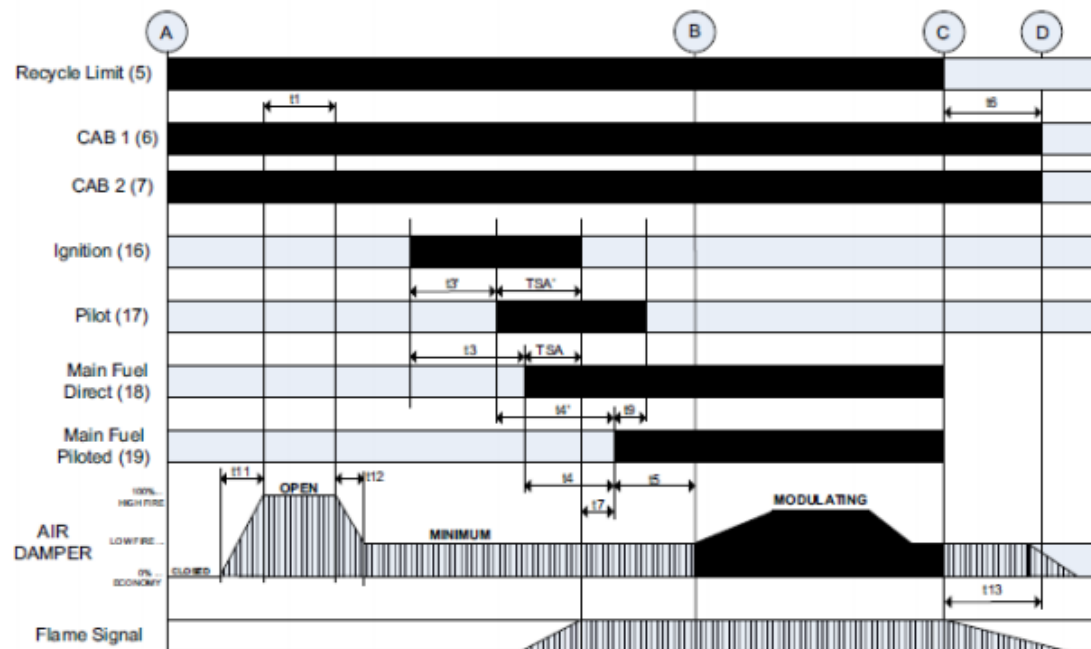 A B C D
Recycle Limit (5)
t1 t6
CAB 1 (6)
CAB 2 (7)
Ignition (16)
t3' TSA'
Pilot (17)
t3 TSA
Main Fuel
Direct (18)
t4' t9
Main Fuel
Piloted (19)
t11 t12 t4 t5
100%...
HIGH FIRE
OPEN
t7
MODULATING
AIR
DAMPER
LOWFIRE...
MINIMUM
0% ...
ECONOMY
CLOSED
t13
Flame Signal